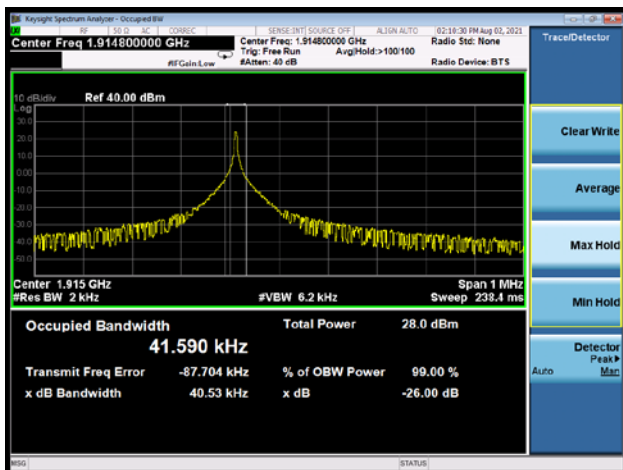 Keysight Spectrum Analyzer - Occupied BW
RF 50 Ω AC CORREC SENSE:INT SOURCE OFF ALIGN AUTO 02:10:30 PM Aug 02, 2021
Center Freq 1.914800000 GHz Center Freq: 1.914800000 GHz Radio Std: None
Trig: Free Run Avg|Hold:>100/100
#IFGain:Low #Atten: 40 dB Radio Device: BTS
Trace/Detector
10 dB/div Ref 40.00 dBm
Log
30.0
20.0
10.0
0.00
-10.0
-20.0
-30.0
-40.0
-50.0
Center 1.915 GHz Span 1 MHz
#Res BW 2 kHz #VBW 6.2 kHz Sweep 238.4 ms
Occupied Bandwidth Total Power 28.0 dBm
41.590 kHz
Transmit Freq Error -87.704 kHz % of OBW Power 99.00 %
x dB Bandwidth 40.53 kHz x dB -26.00 dB
Clear Write
Average
Max Hold
Min Hold
Detector
Peak▶
Auto Man
MSG STATUS